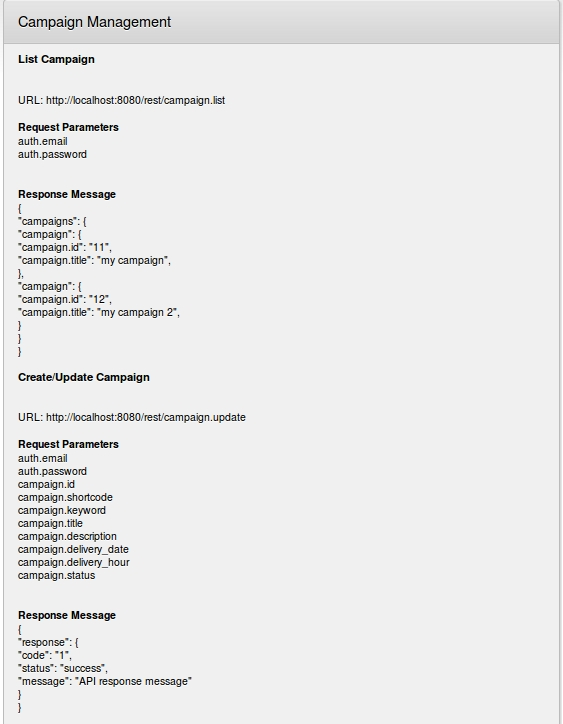 Campaign Management
List Campaign
URL: http://localhost:8080/rest/campaign.list
Request Parameters
auth.email
auth.password
Response Message
{
"campaigns": {
"campaign": {
"campaign.id": "11",
"campaign.title": "my campaign",
},
"campaign": {
"campaign.id": "12",
"campaign.title": "my campaign 2",
}
}
}
Create/Update Campaign
URL: http://localhost:8080/rest/campaign.update
Request Parameters
auth.email
auth.password
campaign.id
campaign.shortcode
campaign.keyword
campaign.title
campaign.description
campaign.delivery_date
campaign.delivery_hour
campaign.status
Response Message
{
"response": {
"code": "1",
"status": "success",
"message": "API response message"
}
}